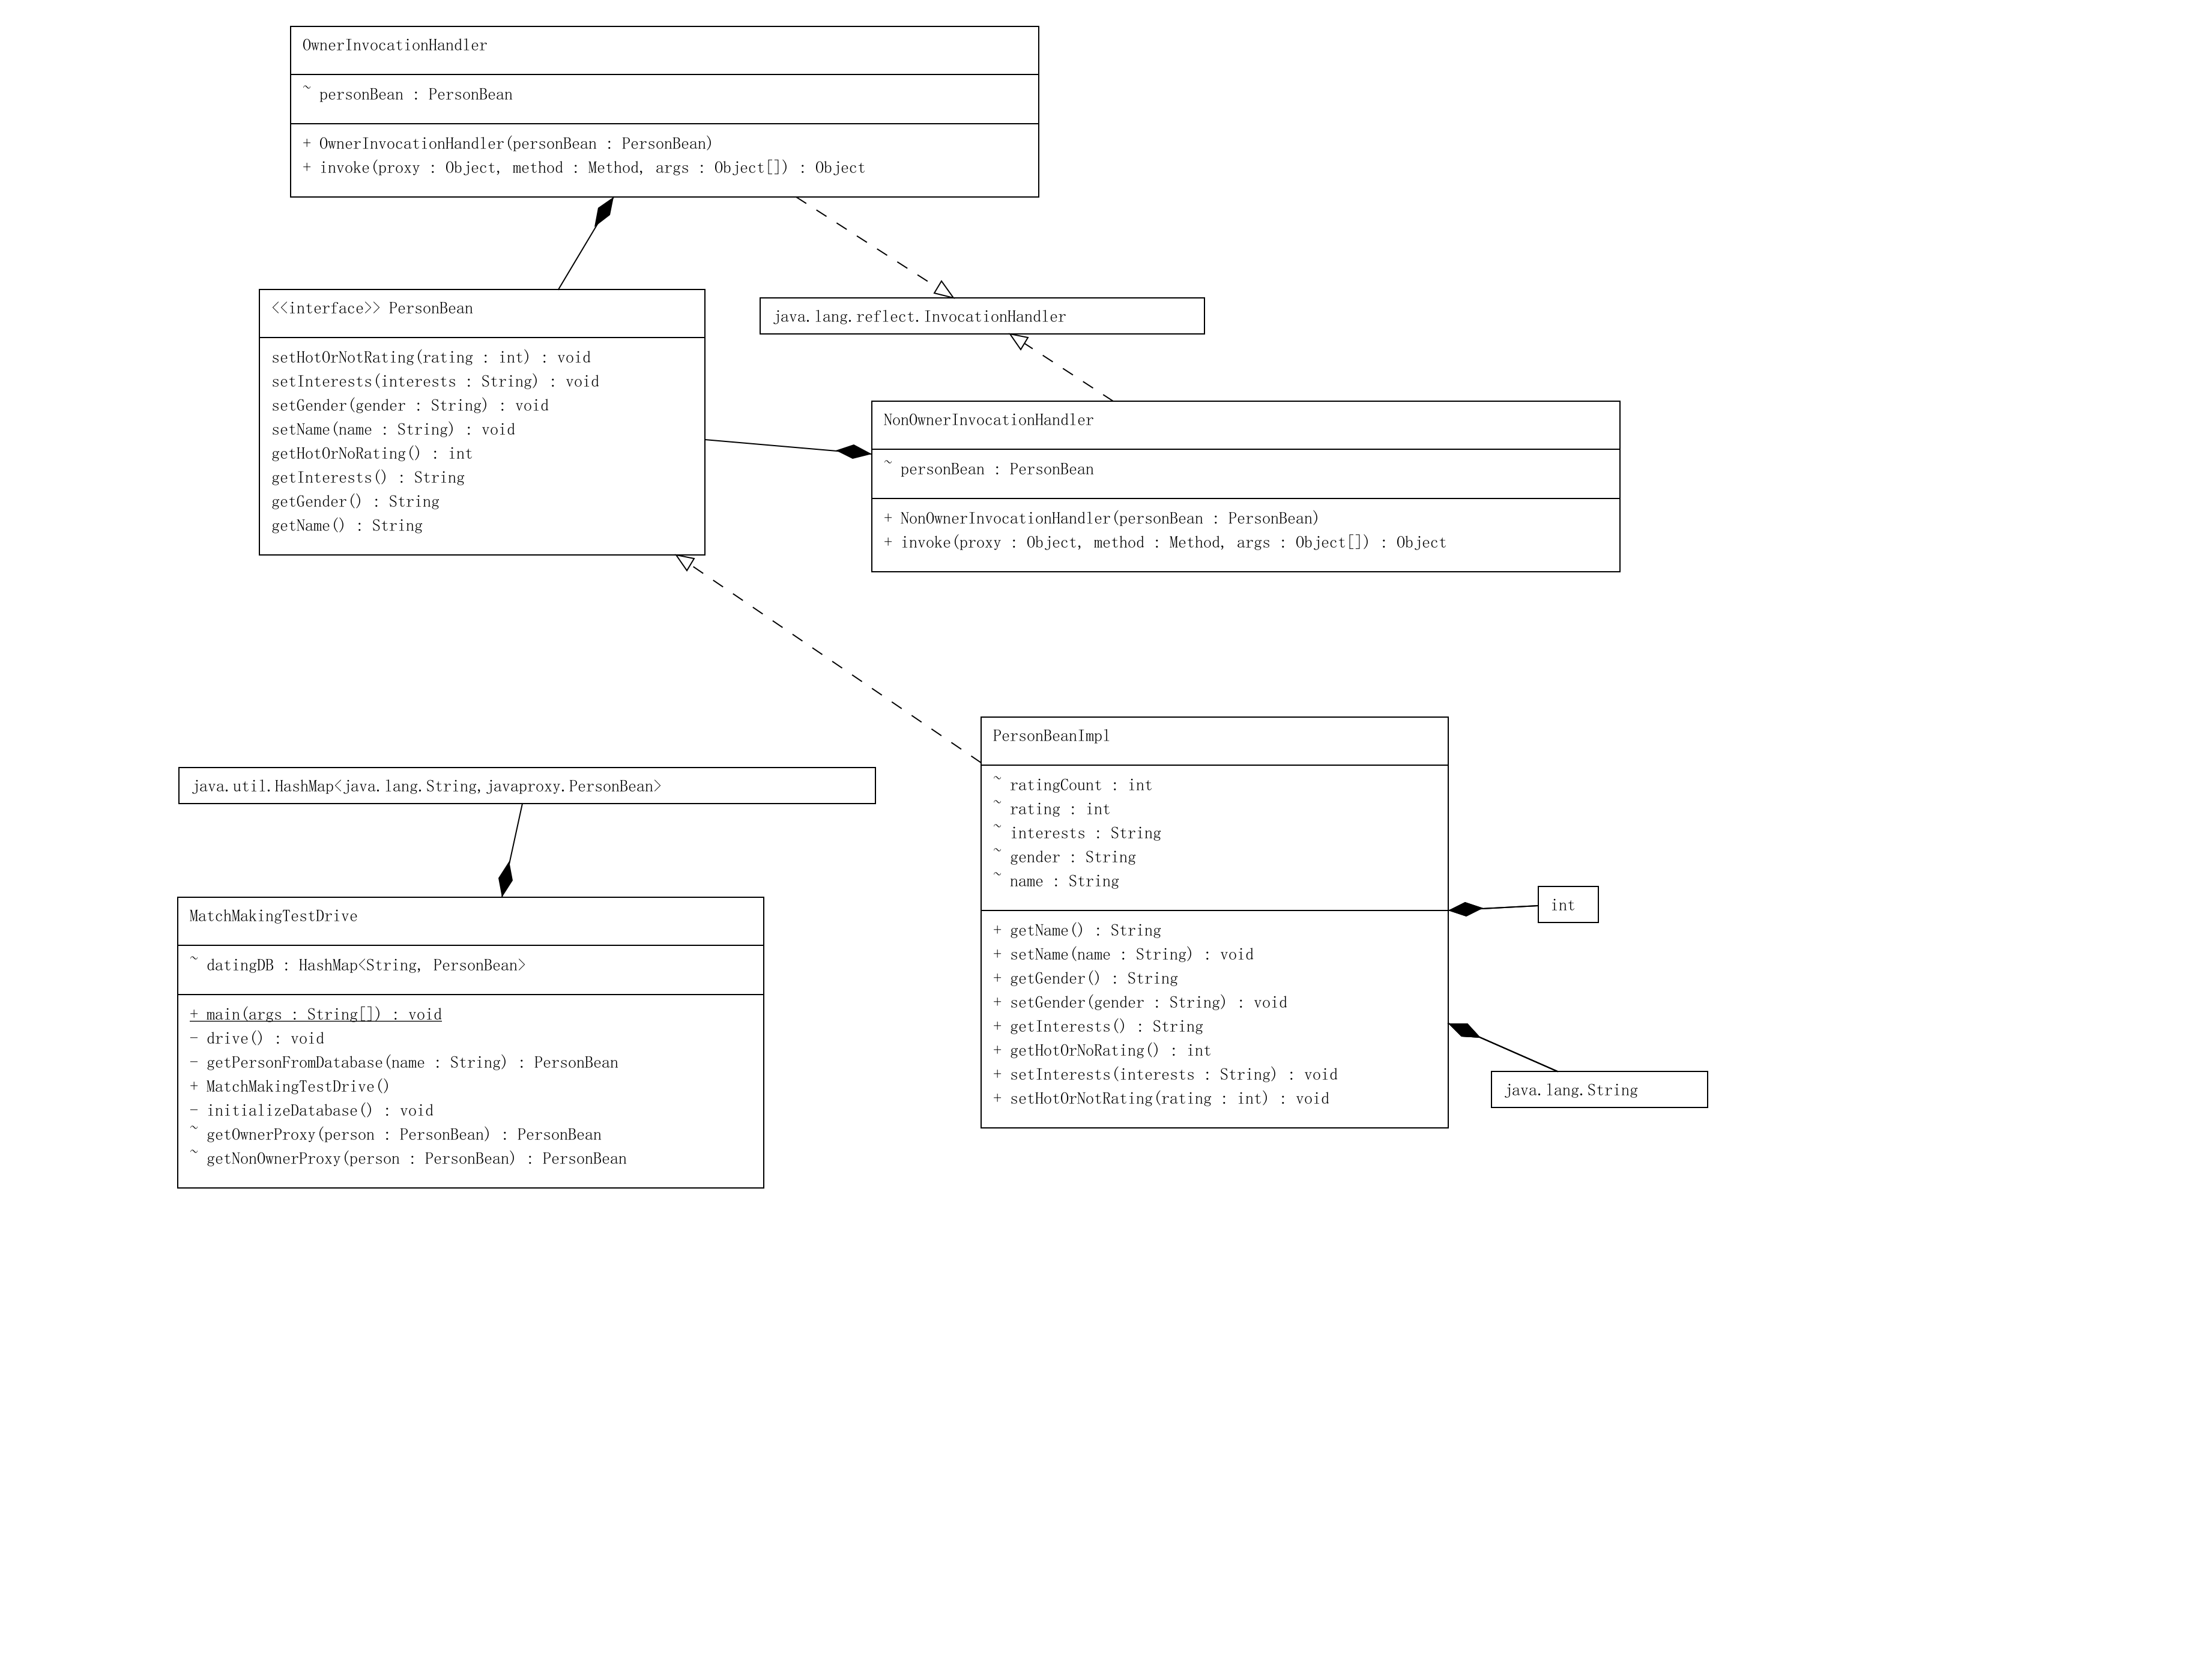 OwnerInvocationHandler
~ personBean : PersonBean
+ OwnerInvocationHandler(personBean : PersonBean)
+ invoke(proxy : Object, method : Method, args : Object[]) : Object
<<interface>> PersonBean
setHotOrNotRating(rating : int) : void
setInterests(interests : String) : void
setGender(gender : String) : void
setName(name : String) : void
getHotOrNoRating() : int
getInterests() : String
getGender() : String
getName() : String
java.lang.reflect.InvocationHandler
NonOwnerInvocationHandler
~ personBean : PersonBean
+ NonOwnerInvocationHandler(personBean : PersonBean)
+ invoke(proxy : Object, method : Method, args : Object[]) : Object
PersonBeanImpl
~ ratingCount : int
~ rating : int
~ interests : String
~ gender : String
~ name : String
+ getName() : String
+ setName(name : String) : void
+ getGender() : String
+ setGender(gender : String) : void
+ getInterests() : String
+ getHotOrNoRating() : int
+ setInterests(interests : String) : void
+ setHotOrNotRating(rating : int) : void
int
java.lang.String
java.util.HashMap<java.lang.String,javaproxy.PersonBean>
MatchMakingTestDrive
~ datingDB : HashMap<String, PersonBean>
+ main(args : String[]) : void
- drive() : void
- getPersonFromDatabase(name : String) : PersonBean
+ MatchMakingTestDrive()
- initializeDatabase() : void
~ getOwnerProxy(person : PersonBean) : PersonBean
~ getNonOwnerProxy(person : PersonBean) : PersonBean